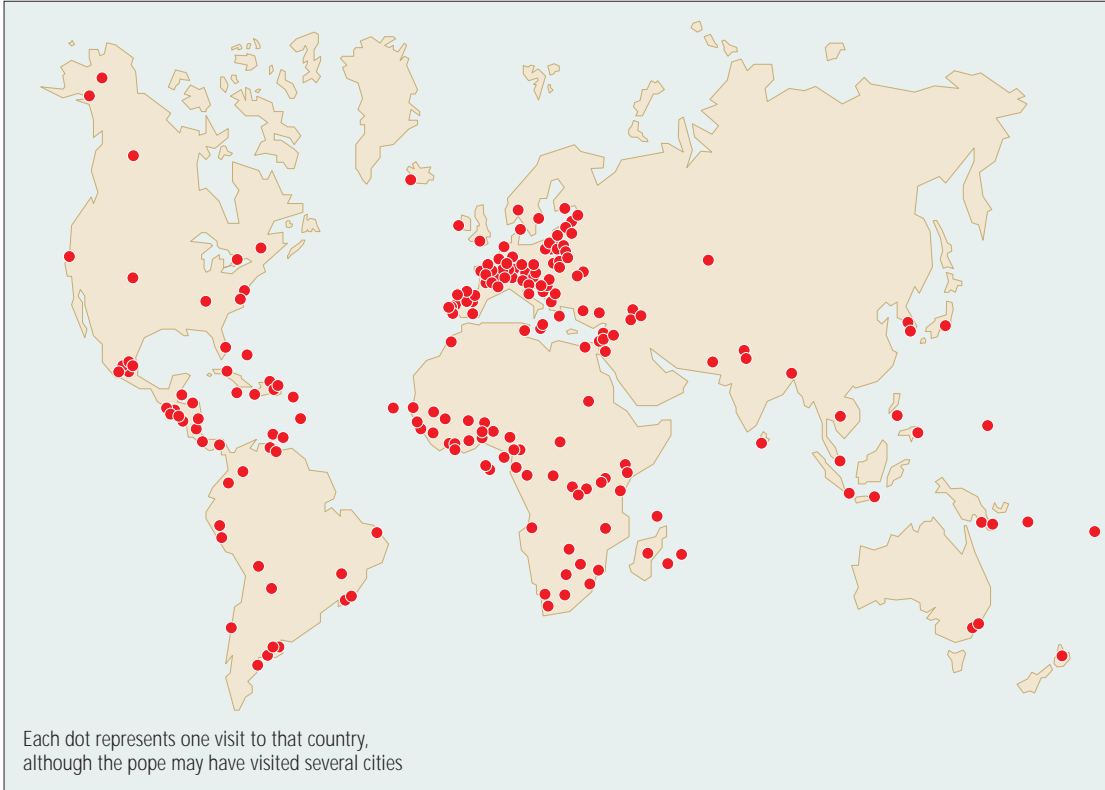 Each dot represents one visit to that country,
although the pope may have visited several cities